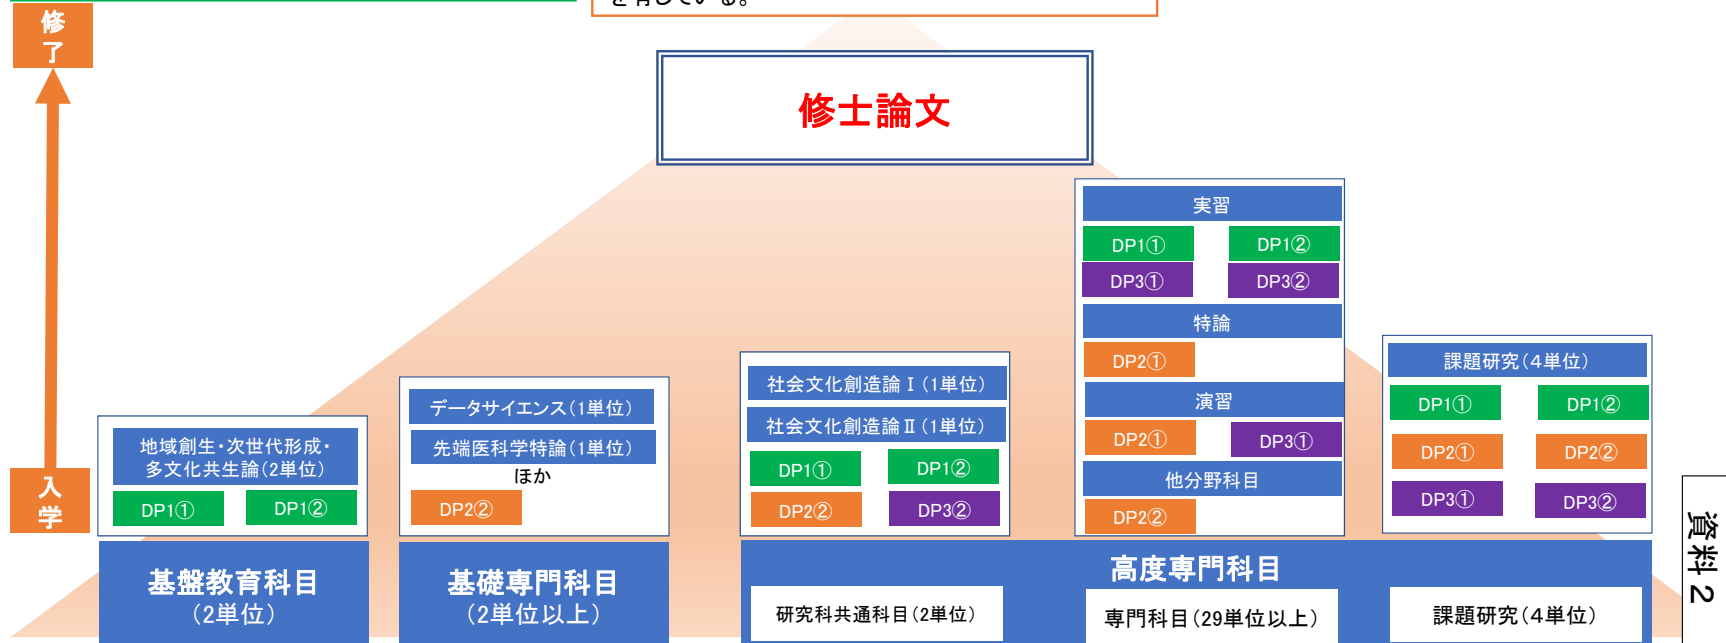 を有している。
修
了
修士論文
実習
DP1① DP1②
DP3① DP3②
特論
DP2①
演習
DP2① DP3①
他分野科目
DP2②
課題研究(4単位)
DP1① DP1②
DP2① DP2②
DP3① DP3②
社会文化創造論Ⅰ(1単位)
社会文化創造論Ⅱ(1単位)
DP1① DP1②
DP2② DP3②
データサイエンス(1単位)
先端医科学特論(1単位)
ほか
DP2②
地域創生・次世代形成・
多文化共生論(2単位)
DP1① DP1②
入
学
基盤教育科目
(2単位)
基礎専門科目
(2単位以上)
高度専門科目
研究科共通科目(2単位)
専門科目(29単位以上)
課題研究(4単位)
資料2